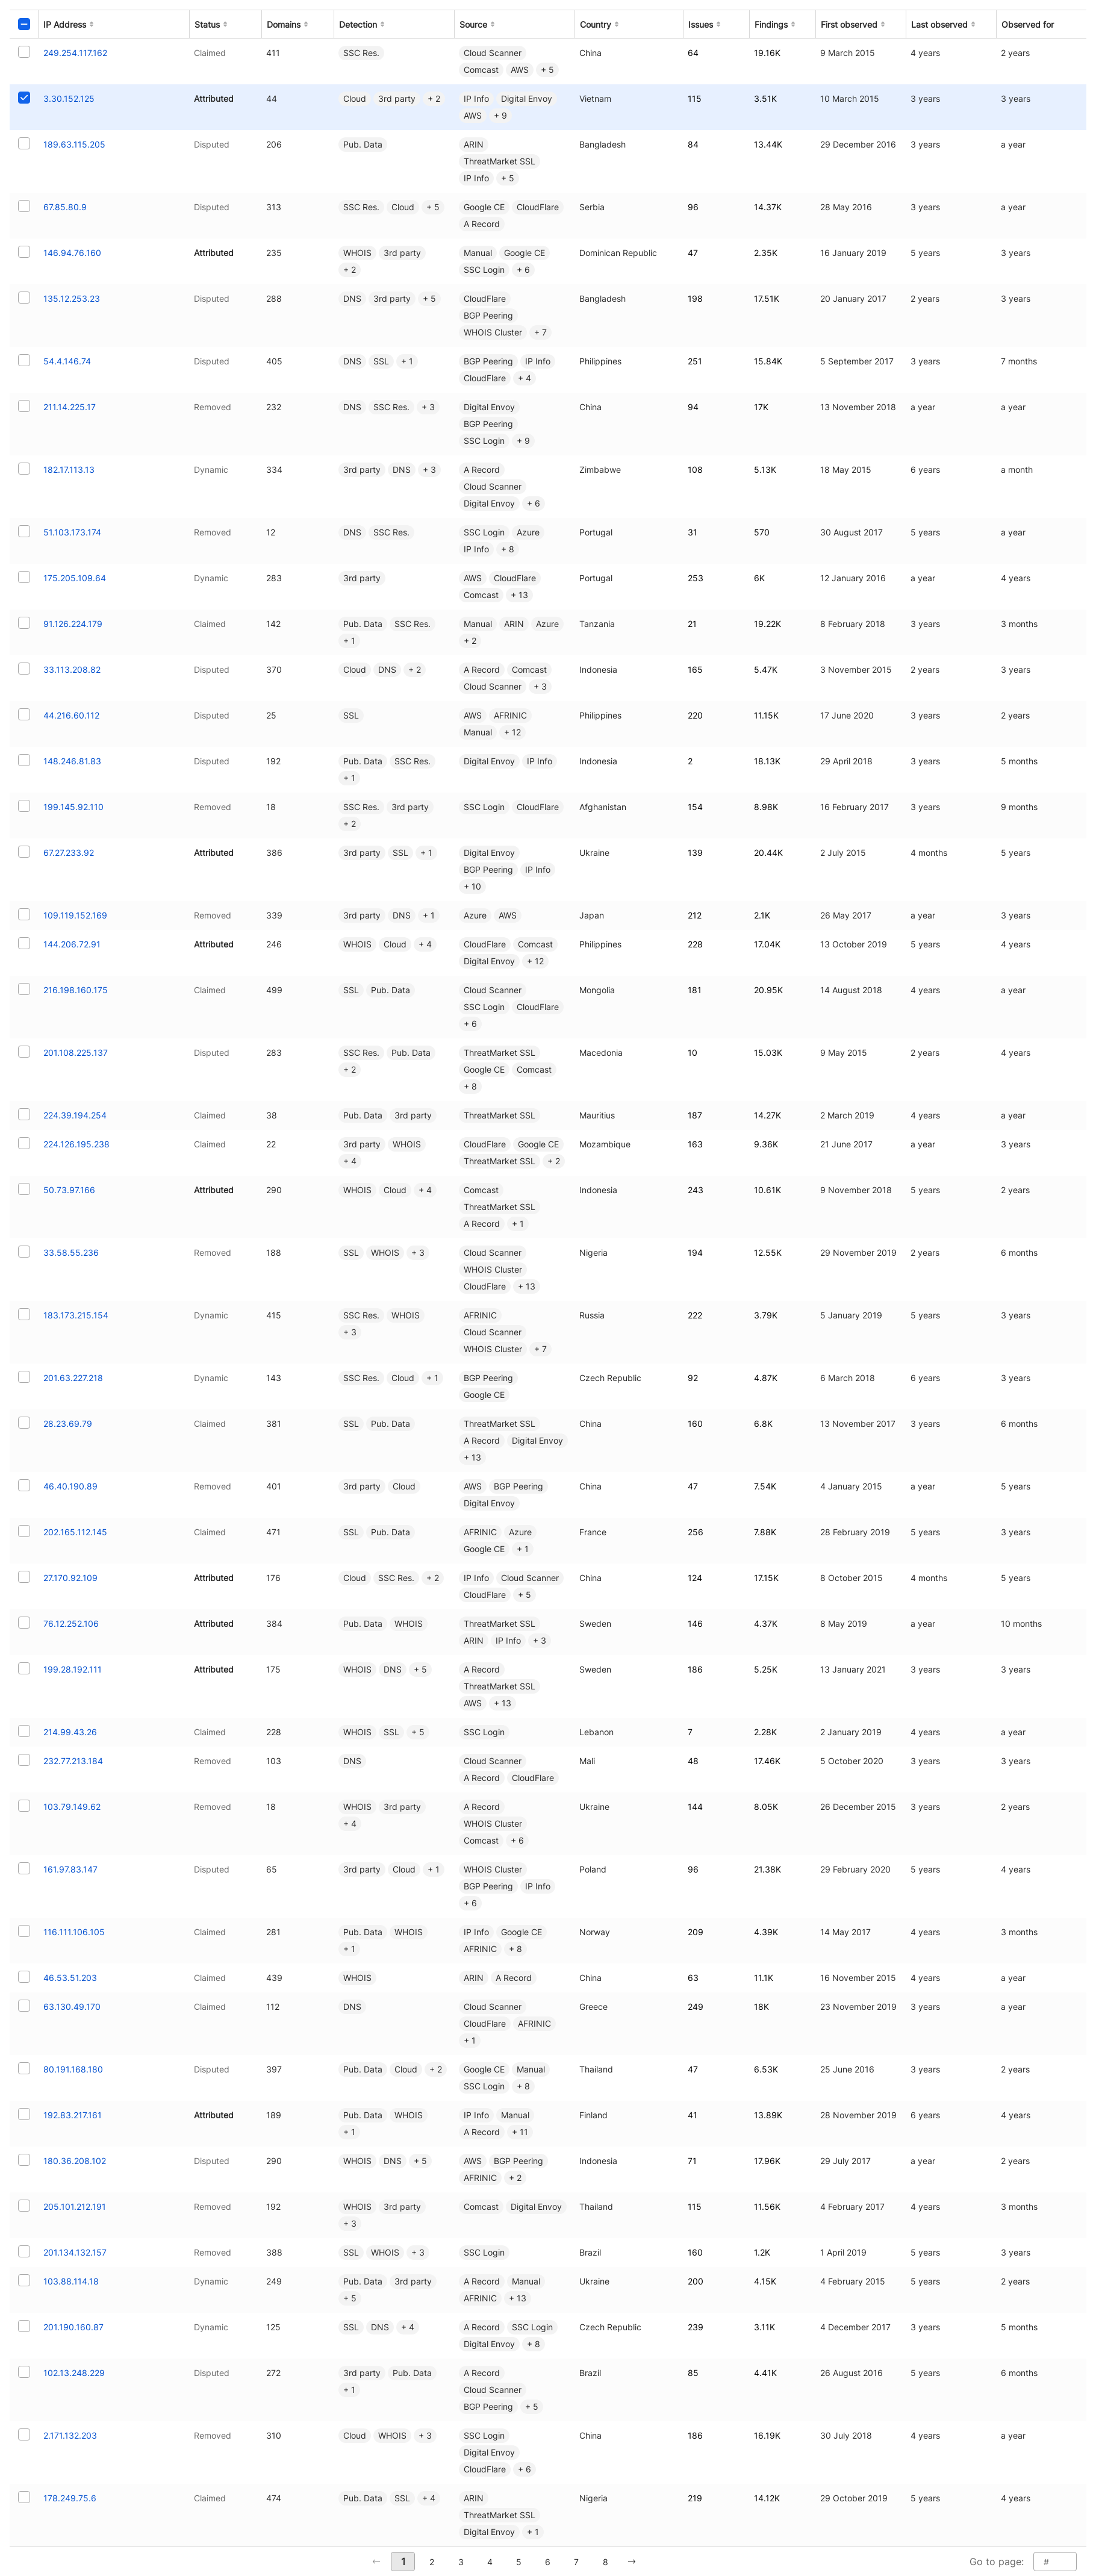 IP Address Status Domains Detection Source Country Issues Findings First observed Last observed Observed for
249.254.117.162 Claimed 411 SSC Res. Cloud Scanner China 64 19.16K 9 March 2015 4 years 2 years
Comcast AWS + 5
3.30.152.125 Attributed 44 Cloud 3rd party + 2 IP Info Digital Envoy Vietnam 115 3.51K 10 March 2015 3 years 3 years
AWS + 9
189.63.115.205 Disputed 206 Pub. Data ARIN Bangladesh 84 13.44K 29 December 2016 3 years a year
ThreatMarket SSL
IP Info + 5
67.85.80.9 Disputed 313 SSC Res. Cloud + 5 Google CE CloudFlare Serbia 96 14.37K 28 May 2016 3 years a year
A Record
146.94.76.160 Attributed 235 WHOIS 3rd party Manual Google CE Dominican Republic 47 2.35K 16 January 2019 5 years 3 years
+ 2 SSC Login + 6
135.12.253.23 Disputed 288 DNS 3rd party + 5 CloudFlare Bangladesh 198 17.51K 20 January 2017 2 years 3 years
BGP Peering
WHOIS Cluster + 7
54.4.146.74 Disputed 405 DNS SSL + 1 BGP Peering IP Info Philippines 251 15.84K 5 September 2017 3 years 7 months
CloudFlare + 4
211.14.225.17 Removed 232 DNS SSC Res. + 3 Digital Envoy China 94 17K 13 November 2018 a year a year
BGP Peering
SSC Login + 9
182.17.113.13 Dynamic 334 3rd party DNS + 3 A Record Zimbabwe 108 5.13K 18 May 2015 6 years a month
Cloud Scanner
Digital Envoy + 6
51.103.173.174 Removed 12 DNS SSC Res. SSC Login Azure Portugal 31 570 30 August 2017 5 years a year
IP Info + 8
175.205.109.64 Dynamic 283 3rd party AWS CloudFlare Portugal 253 6K 12 January 2016 a year 4 years
Comcast + 13
91.126.224.179 Claimed 142 Pub. Data SSC Res. Manual ARIN Azure Tanzania 21 19.22K 8 February 2018 3 years 3 months
+ 1 + 2
33.113.208.82 Disputed 370 Cloud DNS + 2 A Record Comcast Indonesia 165 5.47K 3 November 2015 2 years 3 years
Cloud Scanner + 3
44.216.60.112 Disputed 25 SSL AWS AFRINIC Philippines 220 11.15K 17 June 2020 3 years 2 years
Manual + 12
148.246.81.83 Disputed 192 Pub. Data SSC Res. Digital Envoy IP Info Indonesia 2 18.13K 29 April 2018 3 years 5 months
+ 1
199.145.92.110 Removed 18 SSC Res. 3rd party SSC Login CloudFlare Afghanistan 154 8.98K 16 February 2017 3 years 9 months
+ 2
67.27.233.92 Attributed 386 3rd party SSL + 1 Digital Envoy Ukraine 139 20.44K 2 July 2015 4 months 5 years
BGP Peering IP Info
+ 10
109.119.152.169 Removed 339 3rd party DNS + 1 Azure AWS Japan 212 2.1K 26 May 2017 a year 3 years
144.206.72.91 Attributed 246 WHOIS Cloud + 4 CloudFlare Comcast Philippines 228 17.04K 13 October 2019 5 years 4 years
Digital Envoy + 12
216.198.160.175 Claimed 499 SSL Pub. Data Cloud Scanner Mongolia 181 20.95K 14 August 2018 4 years a year
SSC Login CloudFlare
+ 6
201.108.225.137 Disputed 283 SSC Res. Pub. Data ThreatMarket SSL Macedonia 10 15.03K 9 May 2015 2 years 4 years
+ 2 Google CE Comcast
+ 8
224.39.194.254 Claimed 38 Pub. Data 3rd party ThreatMarket SSL Mauritius 187 14.27K 2 March 2019 4 years a year
224.126.195.238 Claimed 22 3rd party WHOIS CloudFlare Google CE Mozambique 163 9.36K 21 June 2017 a year 3 years
+ 4 ThreatMarket SSL + 2
50.73.97.166 Attributed 290 WHOIS Cloud + 4 Comcast Indonesia 243 10.61K 9 November 2018 5 years 2 years
ThreatMarket SSL
A Record + 1
33.58.55.236 Removed 188 SSL WHOIS + 3 Cloud Scanner Nigeria 194 12.55K 29 November 2019 2 years 6 months
WHOIS Cluster
CloudFlare + 13
183.173.215.154 Dynamic 415 SSC Res. WHOIS AFRINIC Russia 222 3.79K 5 January 2019 5 years 3 years
+ 3 Cloud Scanner
WHOIS Cluster + 7
201.63.227.218 Dynamic 143 SSC Res. Cloud + 1 BGP Peering Czech Republic 92 4.87K 6 March 2018 6 years 3 years
Google CE
28.23.69.79 Claimed 381 SSL Pub. Data ThreatMarket SSL China 160 6.8K 13 November 2017 3 years 6 months
A Record Digital Envoy
+ 13
46.40.190.89 Removed 401 3rd party Cloud AWS BGP Peering China 47 7.54K 4 January 2015 a year 5 years
Digital Envoy
202.165.112.145 Claimed 471 SSL Pub. Data AFRINIC Azure France 256 7.88K 28 February 2019 5 years 3 years
Google CE + 1
27.170.92.109 Attributed 176 Cloud SSC Res. + 2 IP Info Cloud Scanner China 124 17.15K 8 October 2015 4 months 5 years
CloudFlare + 5
76.12.252.106 Attributed 384 Pub. Data WHOIS ThreatMarket SSL Sweden 146 4.37K 8 May 2019 a year 10 months
ARIN IP Info + 3
199.28.192.111 Attributed 175 WHOIS DNS + 5 A Record Sweden 186 5.25K 13 January 2021 3 years 3 years
ThreatMarket SSL
AWS + 13
214.99.43.26 Claimed 228 WHOIS SSL + 5 SSC Login Lebanon 7 2.28K 2 January 2019 4 years a year
232.77.213.184 Removed 103 DNS Cloud Scanner Mali 48 17.46K 5 October 2020 3 years 3 years
A Record CloudFlare
103.79.149.62 Removed 18 WHOIS 3rd party A Record Ukraine 144 8.05K 26 December 2015 3 years 2 years
+ 4 WHOIS Cluster
Comcast + 6
161.97.83.147 Disputed 65 3rd party Cloud + 1 WHOIS Cluster Poland 96 21.38K 29 February 2020 5 years 4 years
BGP Peering IP Info
+ 6
116.111.106.105 Claimed 281 Pub. Data WHOIS IP Info Google CE Norway 209 4.39K 14 May 2017 4 years 3 months
+ 1 AFRINIC + 8
46.53.51.203 Claimed 439 WHOIS ARIN A Record China 63 11.1K 16 November 2015 4 years a year
63.130.49.170 Claimed 112 DNS Cloud Scanner Greece 249 18K 23 November 2019 3 years a year
CloudFlare AFRINIC
+ 1
80.191.168.180 Disputed 397 Pub. Data Cloud + 2 Google CE Manual Thailand 47 6.53K 25 June 2016 3 years 2 years
SSC Login + 8
192.83.217.161 Attributed 189 Pub. Data WHOIS IP Info Manual Finland 41 13.89K 28 November 2019 6 years 4 years
+ 1 A Record + 11
180.36.208.102 Disputed 290 WHOIS DNS + 5 AWS BGP Peering Indonesia 71 17.96K 29 July 2017 a year 2 years
AFRINIC + 2
205.101.212.191 Removed 192 WHOIS 3rd party Comcast Digital Envoy Thailand 115 11.56K 4 February 2017 4 years 3 months
+ 3
201.134.132.157 Removed 388 SSL WHOIS + 3 SSC Login Brazil 160 1.2K 1 April 2019 5 years 3 years
103.88.114.18 Dynamic 249 Pub. Data 3rd party A Record Manual Ukraine 200 4.15K 4 February 2015 5 years 2 years
+ 5 AFRINIC + 13
201.190.160.87 Dynamic 125 SSL DNS + 4 A Record SSC Login Czech Republic 239 3.11K 4 December 2017 3 years 5 months
Digital Envoy + 8
102.13.248.229 Disputed 272 3rd party Pub. Data A Record Brazil 85 4.41K 26 August 2016 5 years 6 months
+ 1 Cloud Scanner
BGP Peering + 5
2.171.132.203 Removed 310 Cloud WHOIS + 3 SSC Login China 186 16.19K 30 July 2018 4 years a year
Digital Envoy
CloudFlare + 6
178.249.75.6 Claimed 474 Pub. Data SSL + 4 ARIN Nigeria 219 14.12K 29 October 2019 5 years 4 years
ThreatMarket SSL
Digital Envoy + 1
← 1 2 3 4 5 6 7 8 → Go to page: #